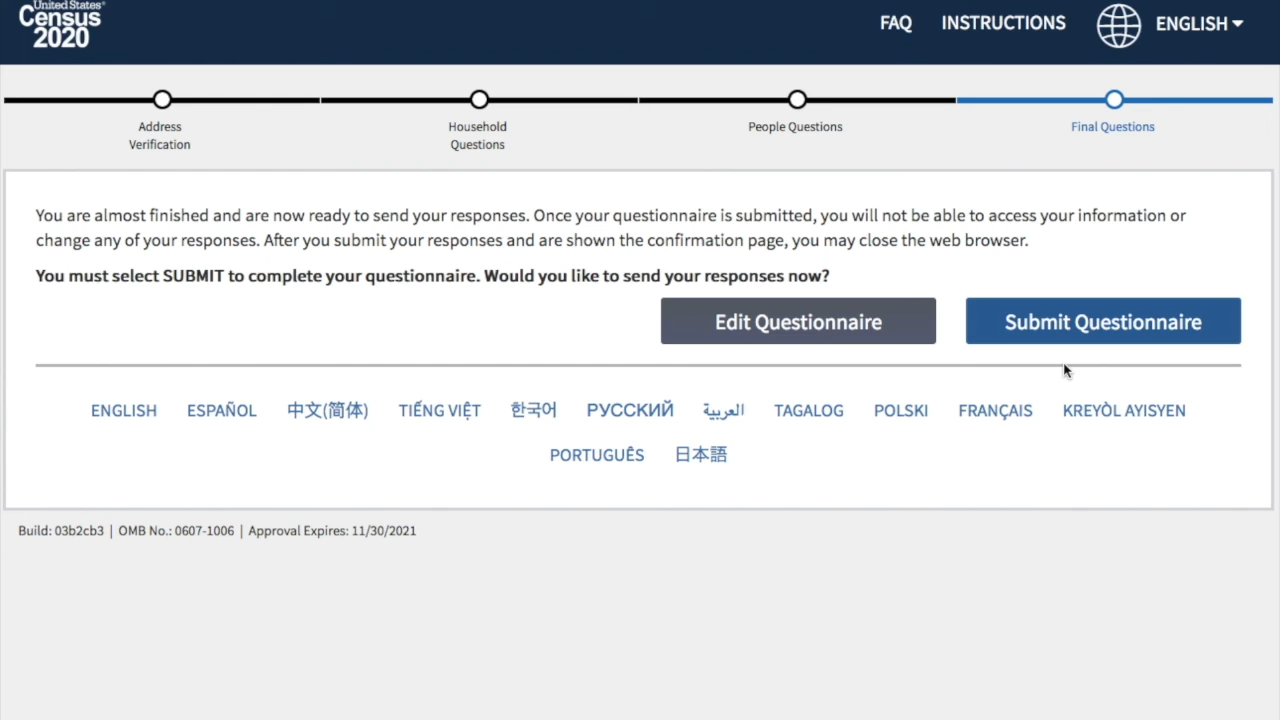 United States®
Census
2020
FAQ
INSTRUCTIONS
ENGLISH
Address
Verification
Household
Questions
People Questions
Final Questions
You are almost finished and are now ready to send your responses. Once your questionnaire is submitted, you will not be able to access your information or
change any of your responses. After you submit your responses and are shown the confirmation page, you may close the web browser.
You must select SUBMIT to complete your questionnaire. Would you like to send your responses now?
Edit Questionnaire
Submit Questionnaire
ENGLISH ESPAÑOL 中文(简体) TIẾNG VIỆT 한국어 РУССКИЙ العربية TAGALOG POLSKI FRANÇAIS KREYÒL AYISYEN
PORTUGUÊS 日本語
Build: 03b2cb3 | OMB No.: 0607-1006 | Approval Expires: 11/30/2021